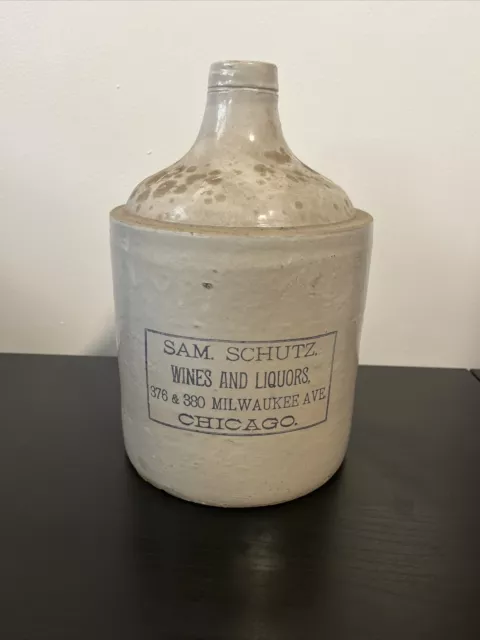 SAM. SCHUTZ.
WINES AND LIQUORS,
376 & 380 MILWAUKEE AVE.
CHICAGO.